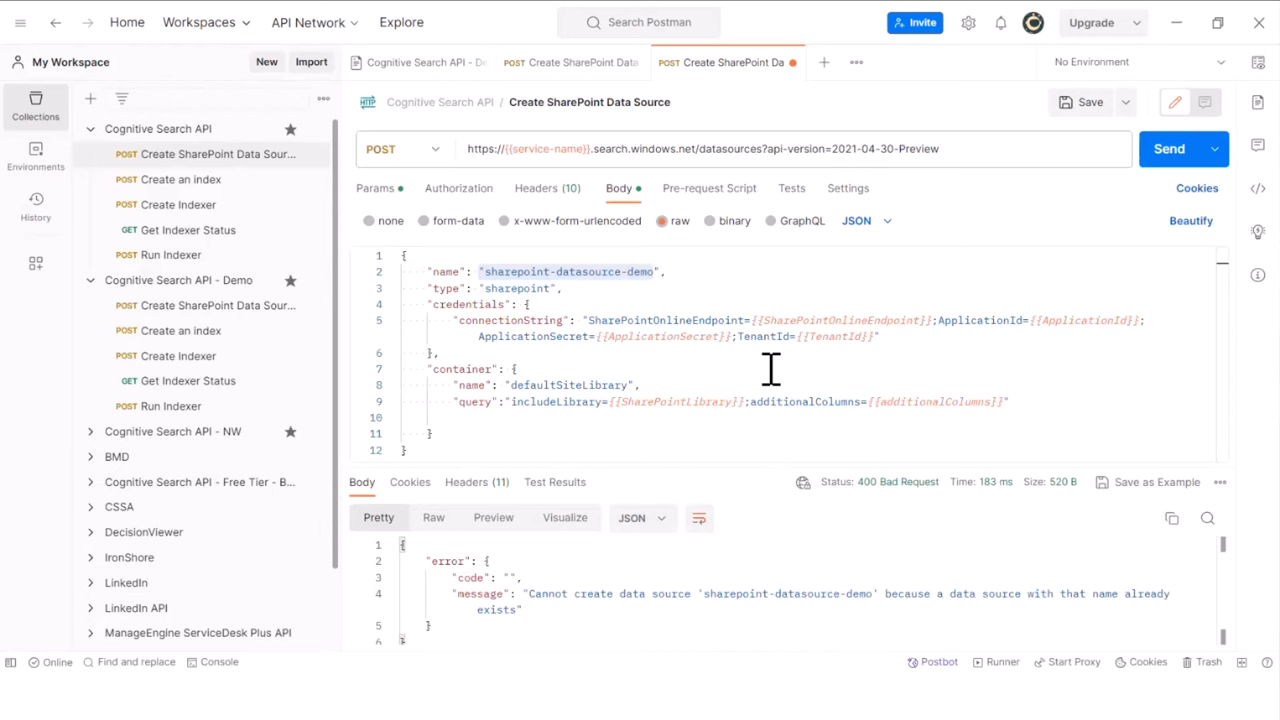 Home Workspaces API Network Explore Search Postman Invite Upgrade
My Workspace New Import
POST Cognitive Search API - De POST Create SharePoint Data POST Create SharePoint Da No Environment
Collections
Environments
History
Cognitive Search API
POST Create SharePoint Data Sour...
POST Create an index
POST Create Indexer
GET Get Indexer Status
POST Run Indexer
Cognitive Search API - Demo
POST Create SharePoint Data Sour...
POST Create an index
POST Create Indexer
GET Get Indexer Status
POST Run Indexer
Cognitive Search API - NW
BMD
Cognitive Search API - Free Tier - B...
CSSA
DecisionViewer
IronShore
LinkedIn
LinkedIn API
ManageEngine ServiceDesk Plus API
HTTP Cognitive Search API / Create SharePoint Data Source Save
POST https://{{service-name}}.search.windows.net/datasources?api-version=2021-04-30-Preview Send
Params Authorization Headers (10) Body Pre-request Script Tests Settings Cookies
none form-data x-www-form-urlencoded raw binary GraphQL JSON Beautify
1 {
2 "name": "sharepoint-datasource-demo",
3 "type": "sharepoint",
4 "credentials": {
5 "connectionString": "SharePointOnlineEndpoint={{SharePointOnlineEndpoint}};ApplicationId={{ApplicationId}};
ApplicationSecret={{ApplicationSecret}};TenantId={{TenantId}}"
6 },
7 "container": {
8 "name": "defaultSiteLibrary",
9 "query":"includeLibrary={{SharePointLibrary}};additionalColumns={{additionalColumns}}"
10
11 }
12 }
Body Cookies Headers (11) Test Results Status: 400 Bad Request Time: 183 ms Size: 520 B Save as Example
Pretty Raw Preview Visualize JSON
1 {
2 "error": {
3 "code": "",
4 "message": "Cannot create data source 'sharepoint-datasource-demo' because a data source with that name already
exists"
5 }
6 }
Online Find and replace Console Postbot Runner Start Proxy Cookies Trash